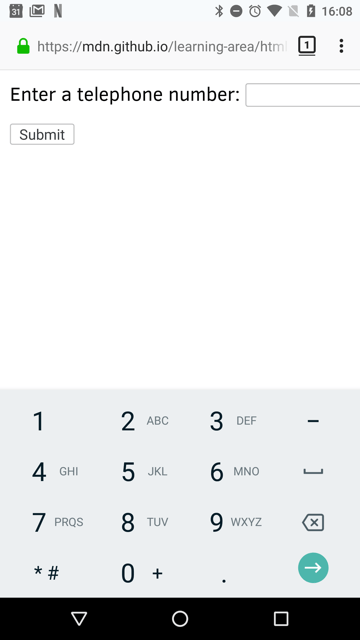 31 M N 16:08
https://mdn.github.io/learning-area/html 1
Enter a telephone number:
Submit
1 2 ABC 3 DEF -
4 GHI 5 JKL 6 MNO
7 PRQS 8 TUV 9 WXYZ
* # 0 + .